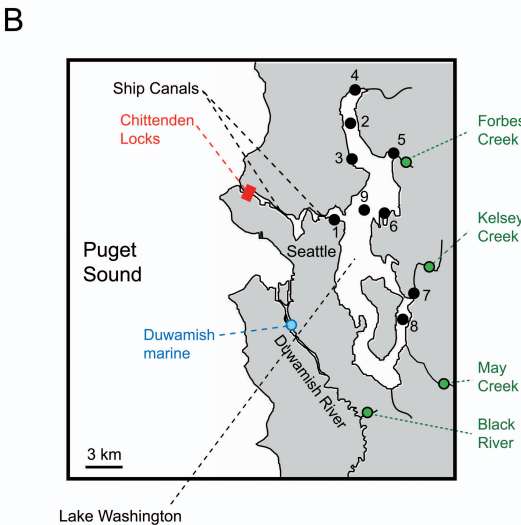 B
Ship Canals
Chittenden
Locks
4
2
5
3
Forbes
Creek
9
1
6
Seattle
Kelsey
Creek
Puget
Sound
7
8
Duwamish
marine
Duwamish River
May
Creek
Black
River
3 km
Lake Washington